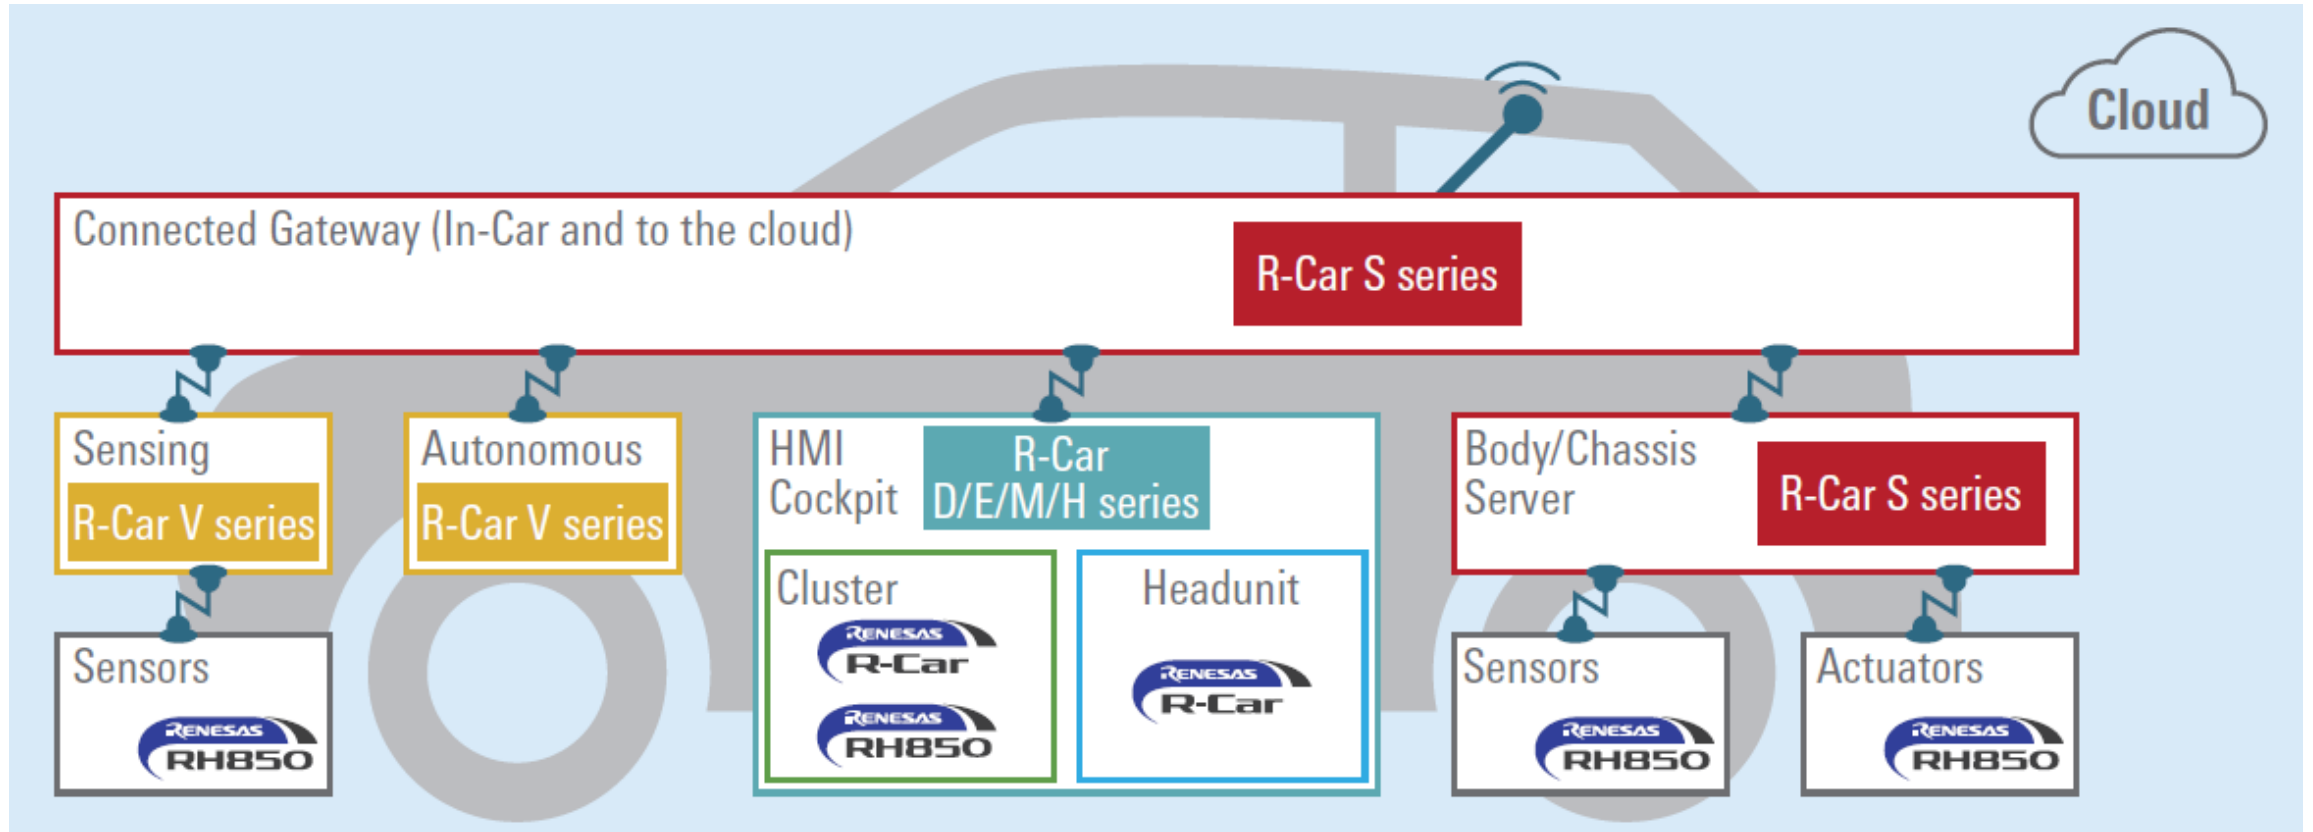 Cloud
Connected Gateway (In-Car and to the cloud)
R-Car S series
Sensing
R-Car V series
Autonomous
R-Car V series
HMI
Cockpit
R-Car
D/E/M/H series
Body/Chassis
Server
R-Car S series
Cluster
RENESAS
R-Car
RENESAS
RH850
Headunit
RENESAS
R-Car
Sensors
RENESAS
RH850
Sensors
RENESAS
RH850
Actuators
RENESAS
RH850